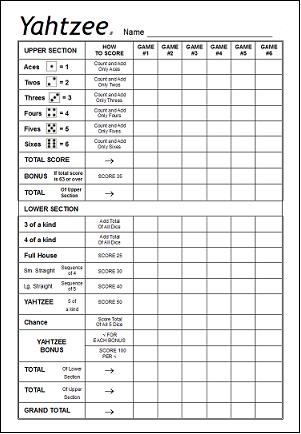 Yahtzee
Name
UPPER SECTION HOW TO SCORE GAME #1 GAME #2 GAME #3 GAME #4 GAME #5 GAME #6
Aces = 1 Count and Add Only Aces
Twos = 2 Count and Add Only Twos
Threes = 3 Count and Add Only Threes
Fours = 4 Count and Add Only Fours
Fives = 5 Count and Add Only Fives
Sixes = 6 Count and Add Only Sixes
TOTAL SCORE →
BONUS If total score is 63 or over SCORE 35
TOTAL Of Upper Section →
LOWER SECTION
3 of a kind Add Total Of All Dice
4 of a kind Add Total Of All Dice
Full House SCORE 25
Sm. Straight Sequence of 4 SCORE 30
Lg. Straight Sequence of 5 SCORE 40
YAHTZEE 5 of a kind SCORE 50
Chance Score Total Of All 5 Dice
YAHTZEE BONUS √ FOR EACH BONUS
SCORE 100 PER √
TOTAL Of Lower Section →
TOTAL Of Upper Section →
GRAND TOTAL →